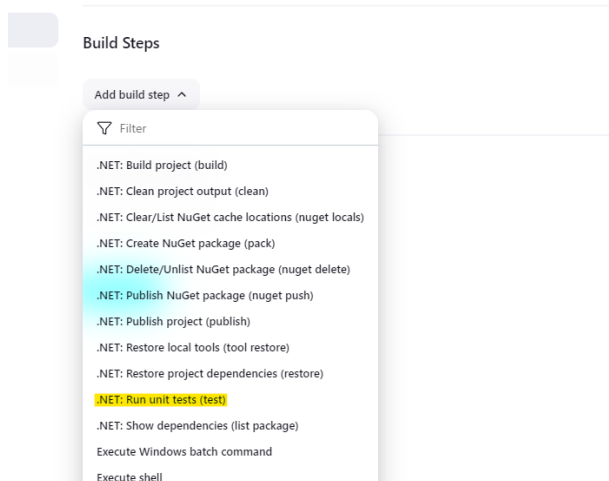 Build Steps
Add build step
Filter
.NET: Build project (build)
.NET: Clean project output (clean)
.NET: Clear/List NuGet cache locations (nuget locals)
.NET: Create NuGet package (pack)
.NET: Delete/Unlist NuGet package (nuget delete)
.NET: Publish NuGet package (nuget push)
.NET: Publish project (publish)
.NET: Restore local tools (tool restore)
.NET: Restore project dependencies (restore)
.NET: Run unit tests (test)
.NET: Show dependencies (list package)
Execute Windows batch command
Execute shell